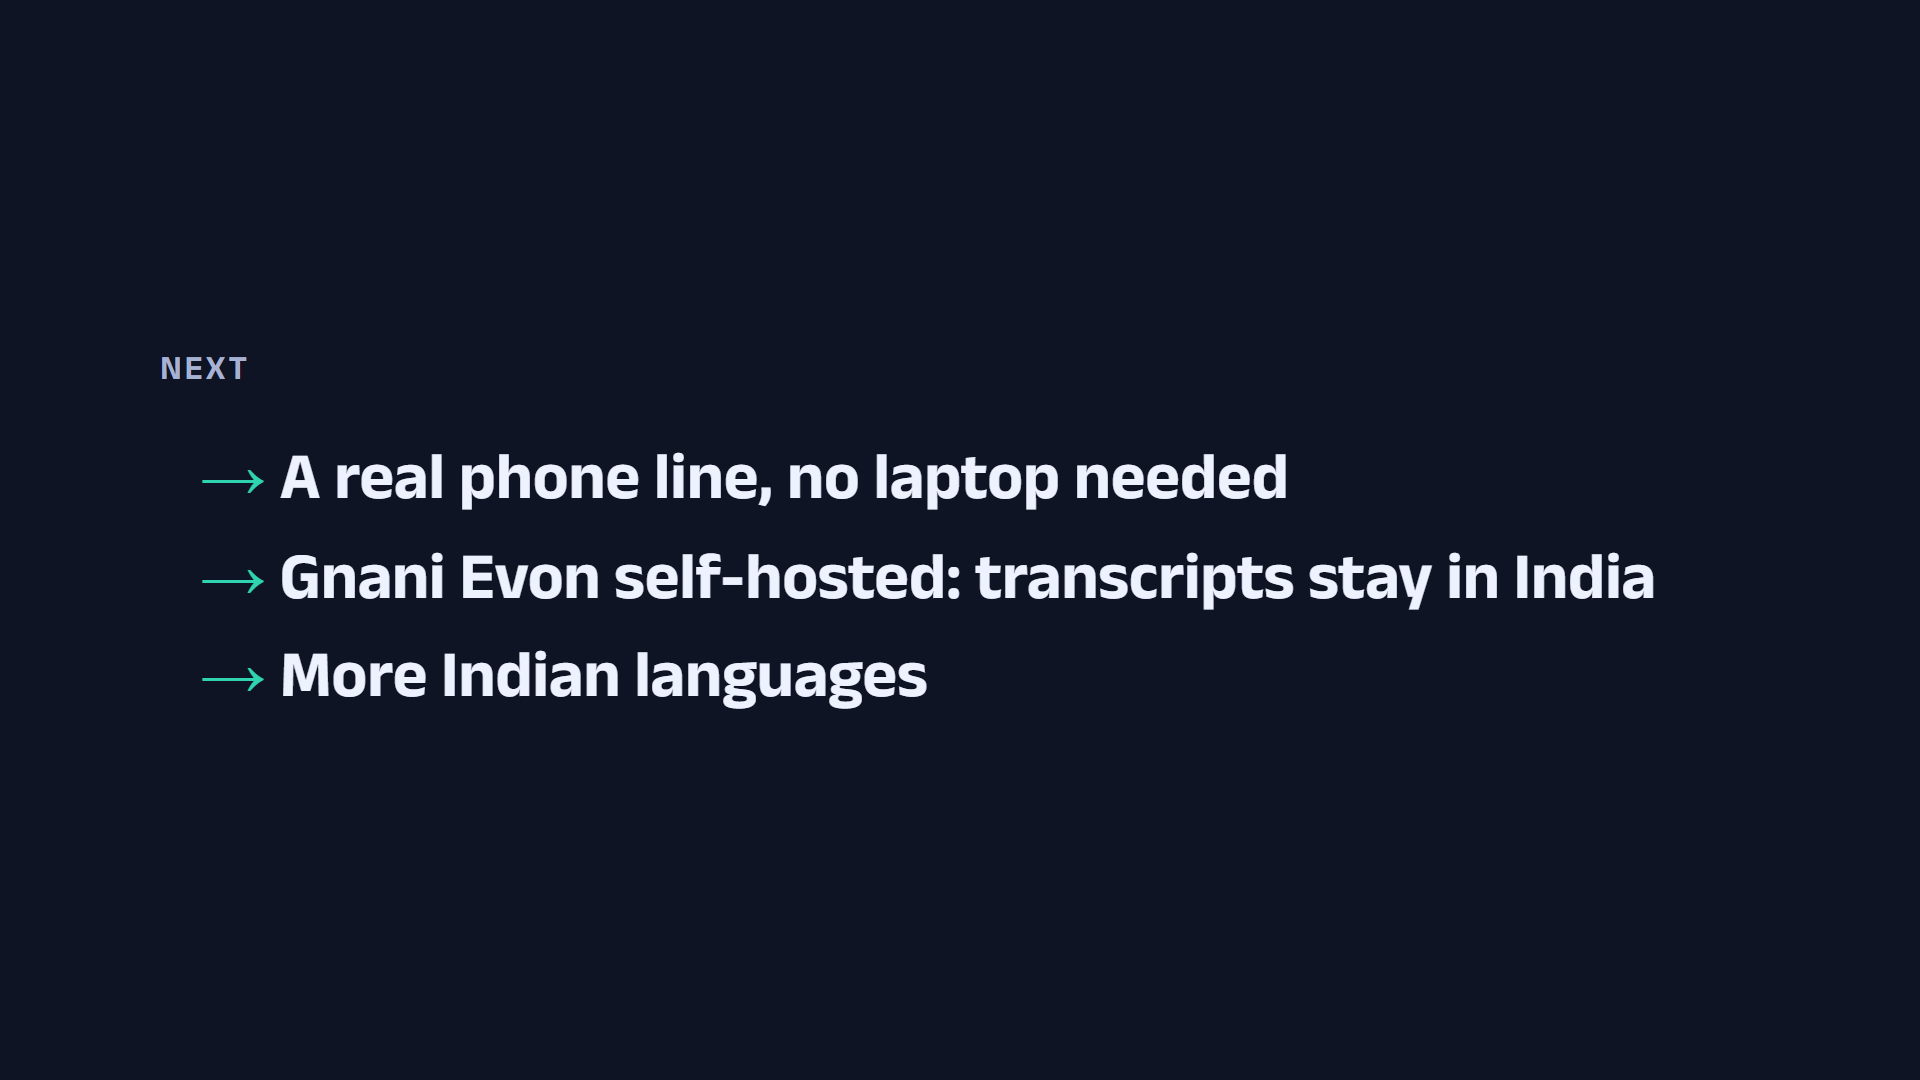 NEXT
→ A real phone line, no laptop needed
→ Gnani Evon self-hosted: transcripts stay in India
→ More Indian languages